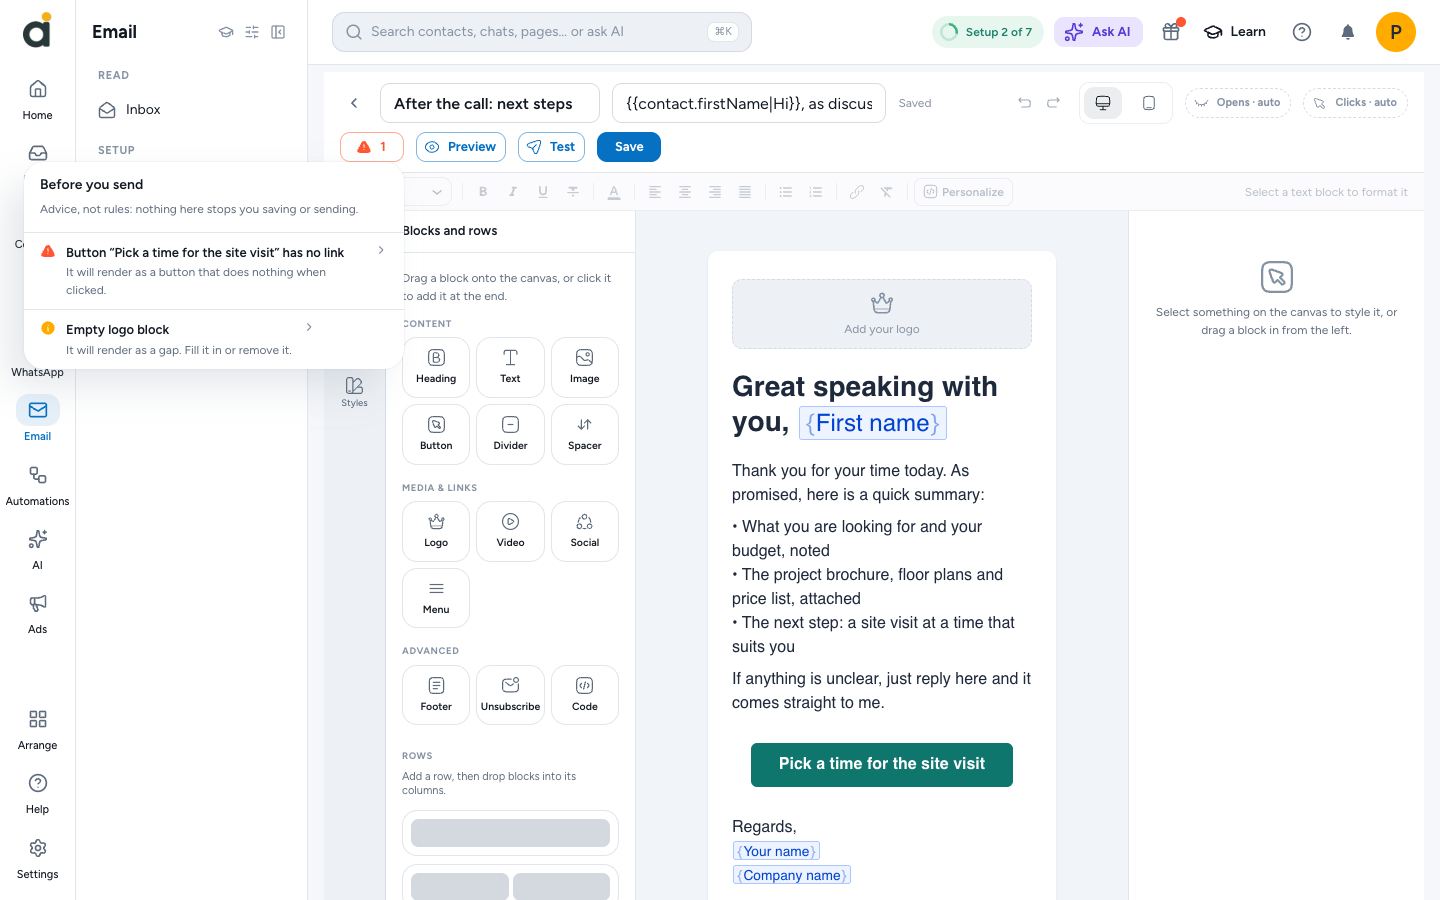 Email
Search contacts, chats, pages... or ask AI
⌘K
Setup 2 of 7
Ask AI
Learn
P
Home
READ
Inbox
SETUP
After the call: next steps
{{contact.firstName|Hi}}, as discus
Saved
Opens · auto
Clicks · auto
1
Preview
Test
Save
B
I
U
T
A
Personalize
Select a text block to format it
Before you send
Advice, not rules: nothing here stops you saving or sending.
Button “Pick a time for the site visit” has no link
It will render as a button that does nothing when
clicked.
Empty logo block
It will render as a gap. Fill it in or remove it.
WhatsApp
Email
Automations
AI
Ads
Arrange
Help
Settings
Styles
Blocks and rows
Drag a block onto the canvas, or click it
to add it at the end.
CONTENT
Heading
Text
Image
Button
Divider
Spacer
MEDIA & LINKS
Logo
Video
Social
Menu
ADVANCED
Footer
Unsubscribe
Code
ROWS
Add a row, then drop blocks into its
columns.
Add your logo
Great speaking with
you, {First name}
Thank you for your time today. As
promised, here is a quick summary:
• What you are looking for and your
budget, noted
• The project brochure, floor plans and
price list, attached
• The next step: a site visit at a time that
suits you
If anything is unclear, just reply here and it
comes straight to me.
Pick a time for the site visit
Regards,
{Your name}
{Company name}
Select something on the canvas to style it, or
drag a block in from the left.